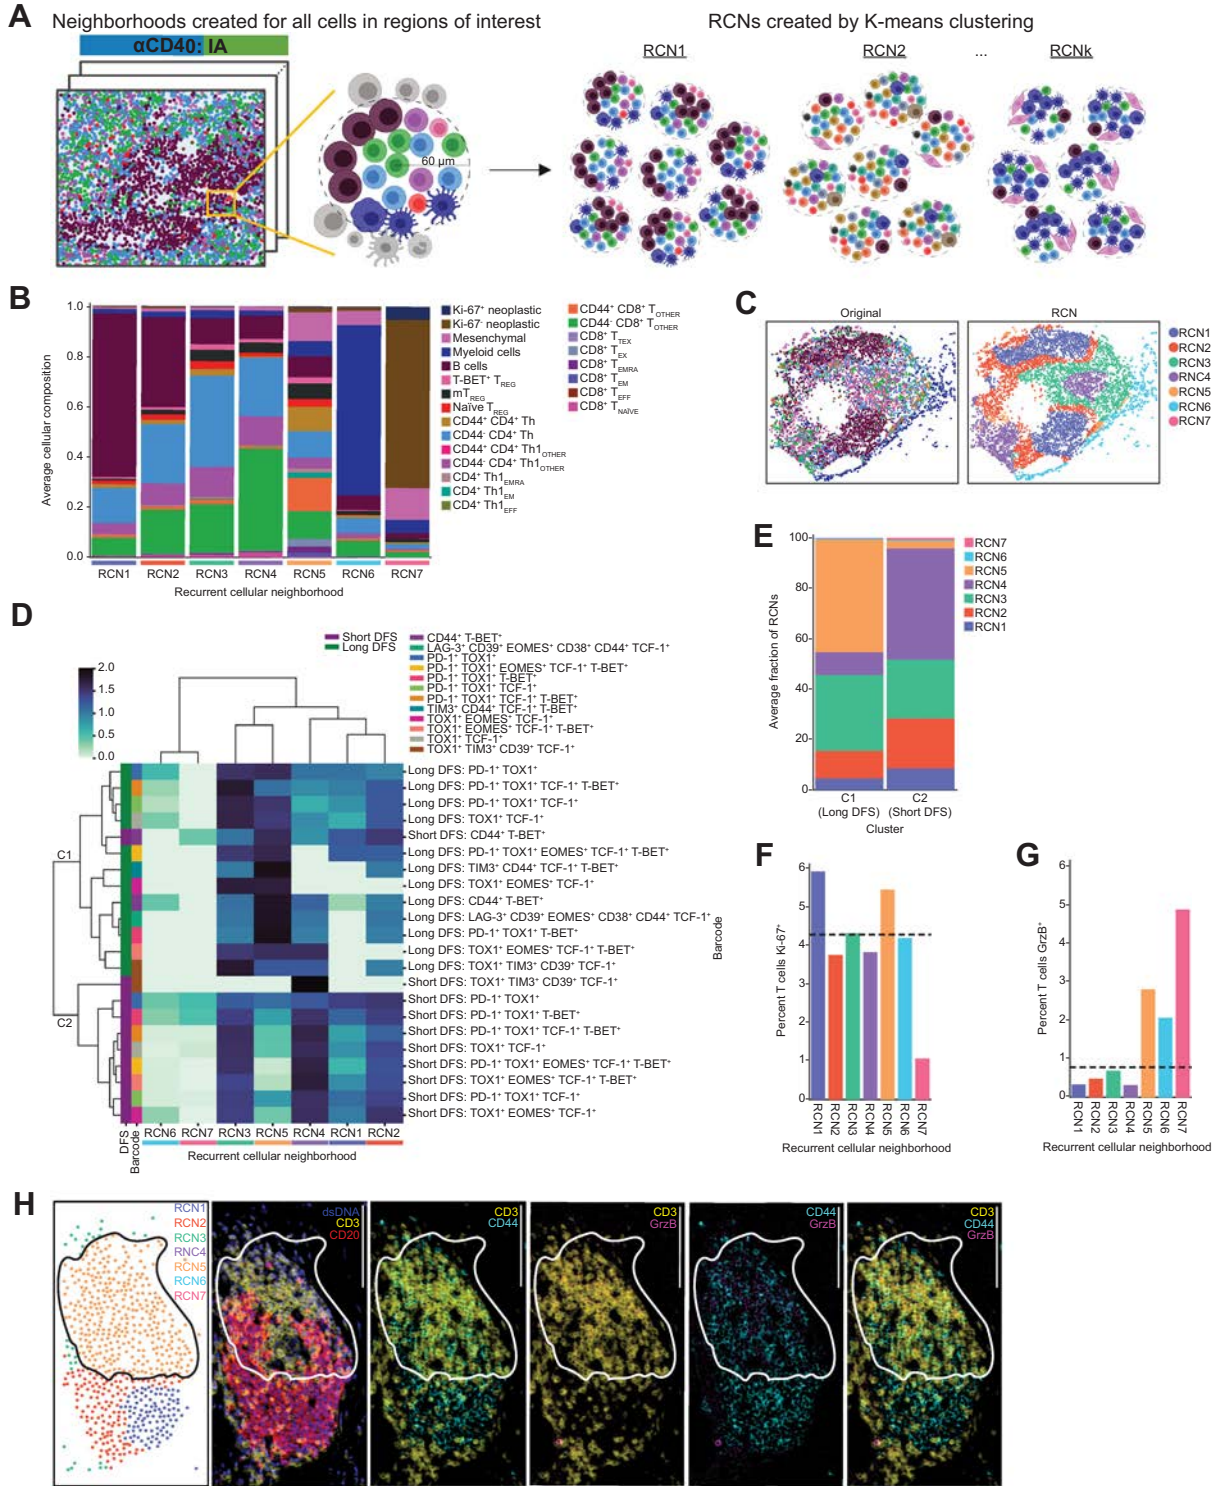 A
Neighborhoods created for all cells in regions of interest
RCNs created by K-means clustering
αCD40: IA
60 µm
RCN1
RCN2
...
RCNk
B
Average cellular composition
1.0
0.8
0.6
0.4
0.2
0.0
RCN1 RCN2 RCN3 RCN4 RCN5 RCN6 RCN7
Recurrent cellular neighborhood
Ki-67⁺ neoplastic
Ki-67⁻ neoplastic
Mesenchymal
Myeloid cells
B cells
T-BET⁺ T_REG
mT_REG
Naïve T_REG
CD44⁺ CD4⁺ Th
CD44⁻ CD4⁺ Th
CD44⁺ CD4⁺ Th1_OTHER
CD44⁻ CD4⁺ Th1_OTHER
CD4⁺ Th1_EMRA
CD4⁺ Th1_EM
CD4⁺ Th1_EFF
CD44⁺ CD8⁺ T_OTHER
CD44⁻ CD8⁺ T_OTHER
CD8⁺ T_TEX
CD8⁺ T_EX
CD8⁺ T_EMRA
CD8⁺ T_EM
CD8⁺ T_EFF
CD8⁺ T_NAÏVE
C
Original
RCN
RCN1
RCN2
RCN3
RNC4
RCN5
RCN6
RCN7
D
Short DFS
Long DFS
CD44⁺ T-BET⁺
LAG-3⁺ CD39⁺ EOMES⁺ CD38⁺ CD44⁺ TCF-1⁺
PD-1⁺ TOX1⁺
PD-1⁺ TOX1⁺ EOMES⁺ TCF-1⁺ T-BET⁺
PD-1⁺ TOX1⁺ T-BET⁺
PD-1⁺ TOX1⁺ TCF-1⁺
PD-1⁺ TOX1⁺ TCF-1⁺ T-BET⁺
TIM3⁺ CD44⁺ TCF-1⁺ T-BET⁺
TOX1⁺ EOMES⁺ TCF-1⁺
TOX1⁺ EOMES⁺ TCF-1⁺ T-BET⁺
TOX1⁺ TCF-1⁺
TOX1⁺ TIM3⁺ CD39⁺ TCF-1⁺
2.0
1.5
1.0
0.5
0.0
C1
C2
Long DFS: PD-1⁺ TOX1⁺
Long DFS: PD-1⁺ TOX1⁺ TCF-1⁺ T-BET⁺
Long DFS: PD-1⁺ TOX1⁺ TCF-1⁺
Long DFS: TOX1⁺ TCF-1⁺
Short DFS: CD44⁺ T-BET⁺
Long DFS: PD-1⁺ TOX1⁺ EOMES⁺ TCF-1⁺ T-BET⁺
Long DFS: TIM3⁺ CD44⁺ TCF-1⁺ T-BET⁺
Long DFS: TOX1⁺ EOMES⁺ TCF-1⁺
Long DFS: CD44⁺ T-BET⁺
Long DFS: LAG-3⁺ CD39⁺ EOMES⁺ CD38⁺ CD44⁺ TCF-1⁺
Long DFS: PD-1⁺ TOX1⁺ T-BET⁺
Long DFS: TOX1⁺ EOMES⁺ TCF-1⁺ T-BET⁺
Long DFS: TOX1⁺ TIM3⁺ CD39⁺ TCF-1⁺
Short DFS: TOX1⁺ TIM3⁺ CD39⁺ TCF-1⁺
Short DFS: PD-1⁺ TOX1⁺
Short DFS: PD-1⁺ TOX1⁺ T-BET⁺
Short DFS: PD-1⁺ TOX1⁺ TCF-1⁺ T-BET⁺
Short DFS: TOX1⁺ TCF-1⁺
Short DFS: PD-1⁺ TOX1⁺ EOMES⁺ TCF-1⁺ T-BET⁺
Short DFS: TOX1⁺ EOMES⁺ TCF-1⁺ T-BET⁺
Short DFS: PD-1⁺ TOX1⁺ TCF-1⁺
Short DFS: TOX1⁺ EOMES⁺ TCF-1⁺
Barcode
DFS
Barcode
RCN6 RCN7 RCN3 RCN5 RCN4 RCN1 RCN2
Recurrent cellular neighborhood
E
Average fraction of RCNs
100
80
60
40
20
0
C1 (Long DFS)
C2 (Short DFS)
Cluster
RCN7
RCN6
RCN5
RCN4
RCN3
RCN2
RCN1
F
Percent T cells Ki-67⁺
6
5
4
3
2
1
0
RCN1 RCN2 RCN3 RCN4 RCN5 RCN6 RCN7
Recurrent cellular neighborhood
G
Percent T cells GrzB⁺
6
5
4
3
2
1
0
RCN1 RCN2 RCN3 RCN4 RCN5 RCN6 RCN7
Recurrent cellular neighborhood
H
RCN1
RCN2
RCN3
RNC4
RCN5
RCN6
RCN7
dsDNA
CD3
CD20
CD3
CD44
CD3
GrzB
CD44
GrzB
CD3
CD44
GrzB